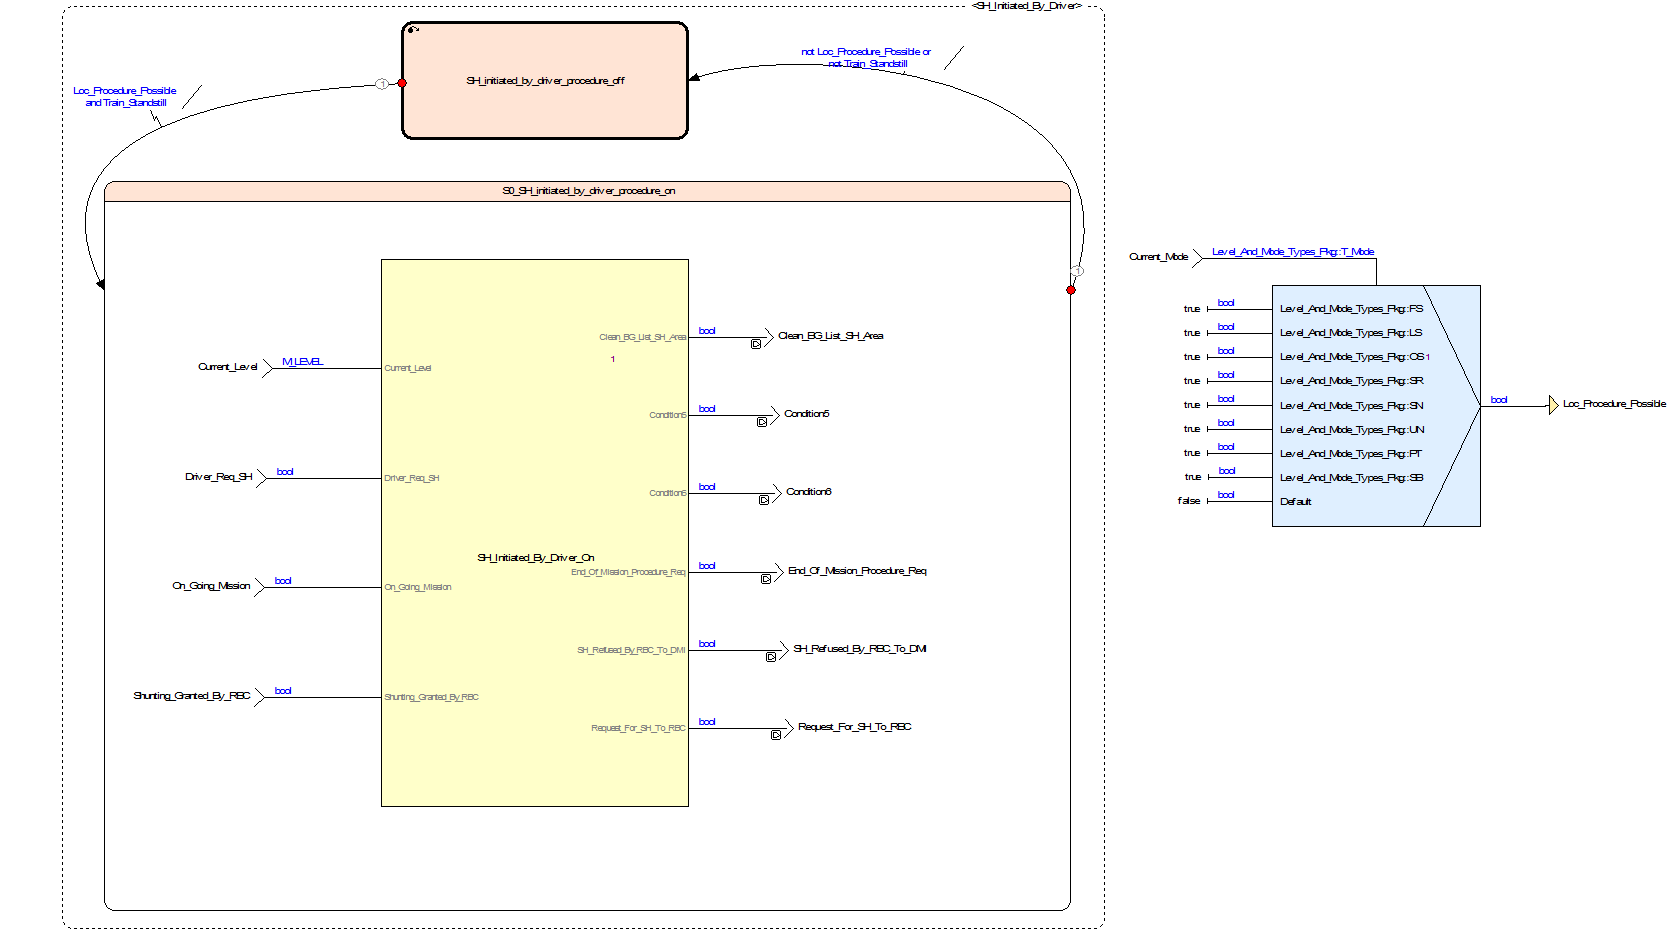 <SH_Initiated_By_Driver>
SH_initiated_by_driver_procedure_off
1
Loc_Procedure_Possible
and Train_Standstill
not Loc_Procedure_Possible or
not Train_Standstill
S0_SH_initiated_by_driver_procedure_on
1
Current_Level
M_LEVEL
Current_Level
Driver_Req_SH
bool
Driver_Req_SH
On_Going_Mission
bool
On_Going_Mission
Shunting_Granted_By_RBC
bool
Shunting_Granted_By_RBC
1
SH_Initiated_By_Driver_On
Clean_BG_List_SH_Area
bool
Clean_BG_List_SH_Area
Condition5
bool
Condition5
Condition6
bool
Condition6
End_Of_Mission_Procedure_Req
bool
End_Of_Mission_Procedure_Req
SH_Refused_By_RBC_To_DMI
bool
SH_Refused_By_RBC_To_DMI
Request_For_SH_To_RBC
bool
Request_For_SH_To_RBC
Current_Mode
Level_And_Mode_Types_Pkg::T_Mode
true bool Level_And_Mode_Types_Pkg::FS
true bool Level_And_Mode_Types_Pkg::LS
true bool Level_And_Mode_Types_Pkg::OS 1
true bool Level_And_Mode_Types_Pkg::SR
true bool Level_And_Mode_Types_Pkg::SN
true bool Level_And_Mode_Types_Pkg::UN
true bool Level_And_Mode_Types_Pkg::PT
true bool Level_And_Mode_Types_Pkg::SB
false bool Default
bool
Loc_Procedure_Possible